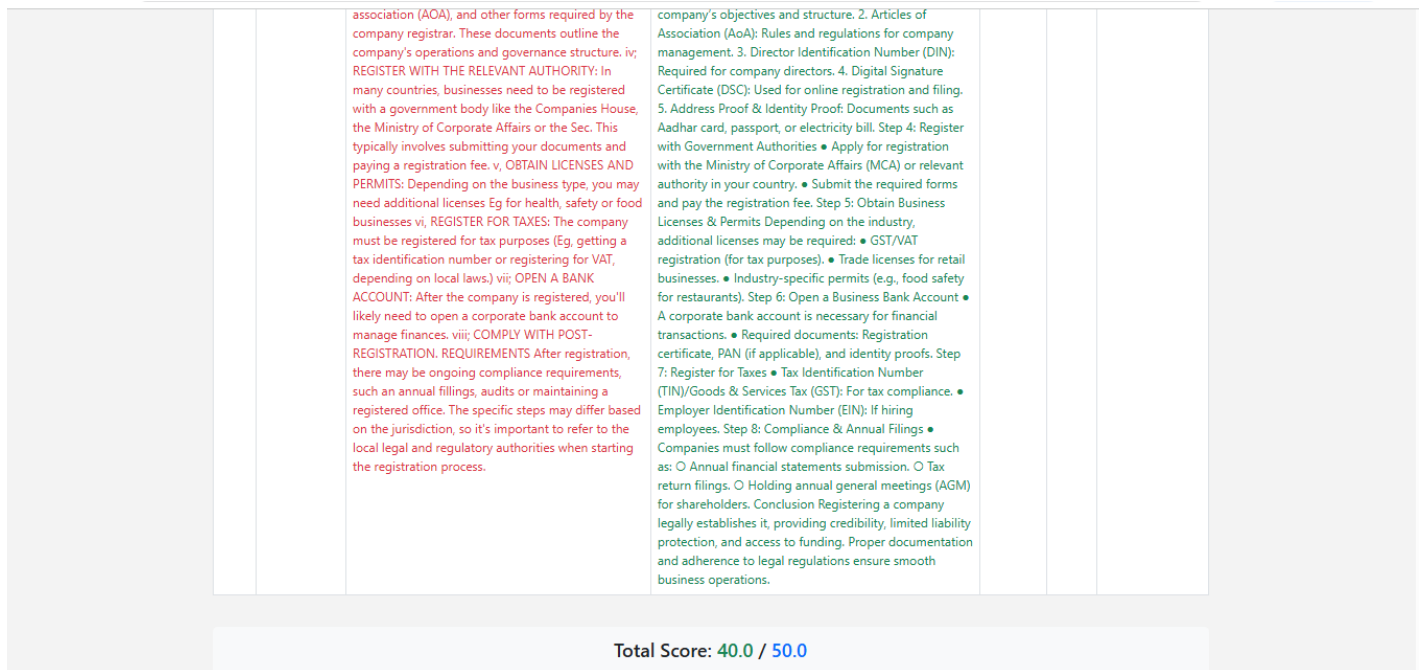 association (AOA), and other forms required by the
company registrar. These documents outline the
company's operations and governance structure. iv;
REGISTER WITH THE RELEVANT AUTHORITY: In
many countries, businesses need to be registered
with a government body like the Companies House,
the Ministry of Corporate Affairs or the Sec. This
typically involves submitting your documents and
paying a registration fee. v, OBTAIN LICENSES AND
PERMITS: Depending on the business type, you may
need additional licenses Eg for health, safety or food
businesses vi, REGISTER FOR TAXES: The company
must be registered for tax purposes (Eg, getting a
tax identification number or registering for VAT,
depending on local laws.) vii; OPEN A BANK
ACCOUNT: After the company is registered, you'll
likely need to open a corporate bank account to
manage finances. viii; COMPLY WITH POST-
REGISTRATION. REQUIREMENTS After registration,
there may be ongoing compliance requirements,
such an annual fillings, audits or maintaining a
registered office. The specific steps may differ based
on the jurisdiction, so it's important to refer to the
local legal and regulatory authorities when starting
the registration process.
company's objectives and structure. 2. Articles of
Association (AoA): Rules and regulations for company
management. 3. Director Identification Number (DIN):
Required for company directors. 4. Digital Signature
Certificate (DSC): Used for online registration and filing.
5. Address Proof & Identity Proof: Documents such as
Aadhar card, passport, or electricity bill. Step 4: Register
with Government Authorities ● Apply for registration
with the Ministry of Corporate Affairs (MCA) or relevant
authority in your country. ● Submit the required forms
and pay the registration fee. Step 5: Obtain Business
Licenses & Permits Depending on the industry,
additional licenses may be required: ● GST/VAT
registration (for tax purposes). ● Trade licenses for retail
businesses. ● Industry-specific permits (e.g., food safety
for restaurants). Step 6: Open a Business Bank Account ●
A corporate bank account is necessary for financial
transactions. ● Required documents: Registration
certificate, PAN (if applicable), and identity proofs. Step
7: Register for Taxes ● Tax Identification Number
(TIN)/Goods & Services Tax (GST): For tax compliance. ●
Employer Identification Number (EIN): If hiring
employees. Step 8: Compliance & Annual Filings ●
Companies must follow compliance requirements such
as: ○ Annual financial statements submission. ○ Tax
return filings. ○ Holding annual general meetings (AGM)
for shareholders. Conclusion Registering a company
legally establishes it, providing credibility, limited liability
protection, and access to funding. Proper documentation
and adherence to legal regulations ensure smooth
business operations.
Total Score: 40.0 / 50.0